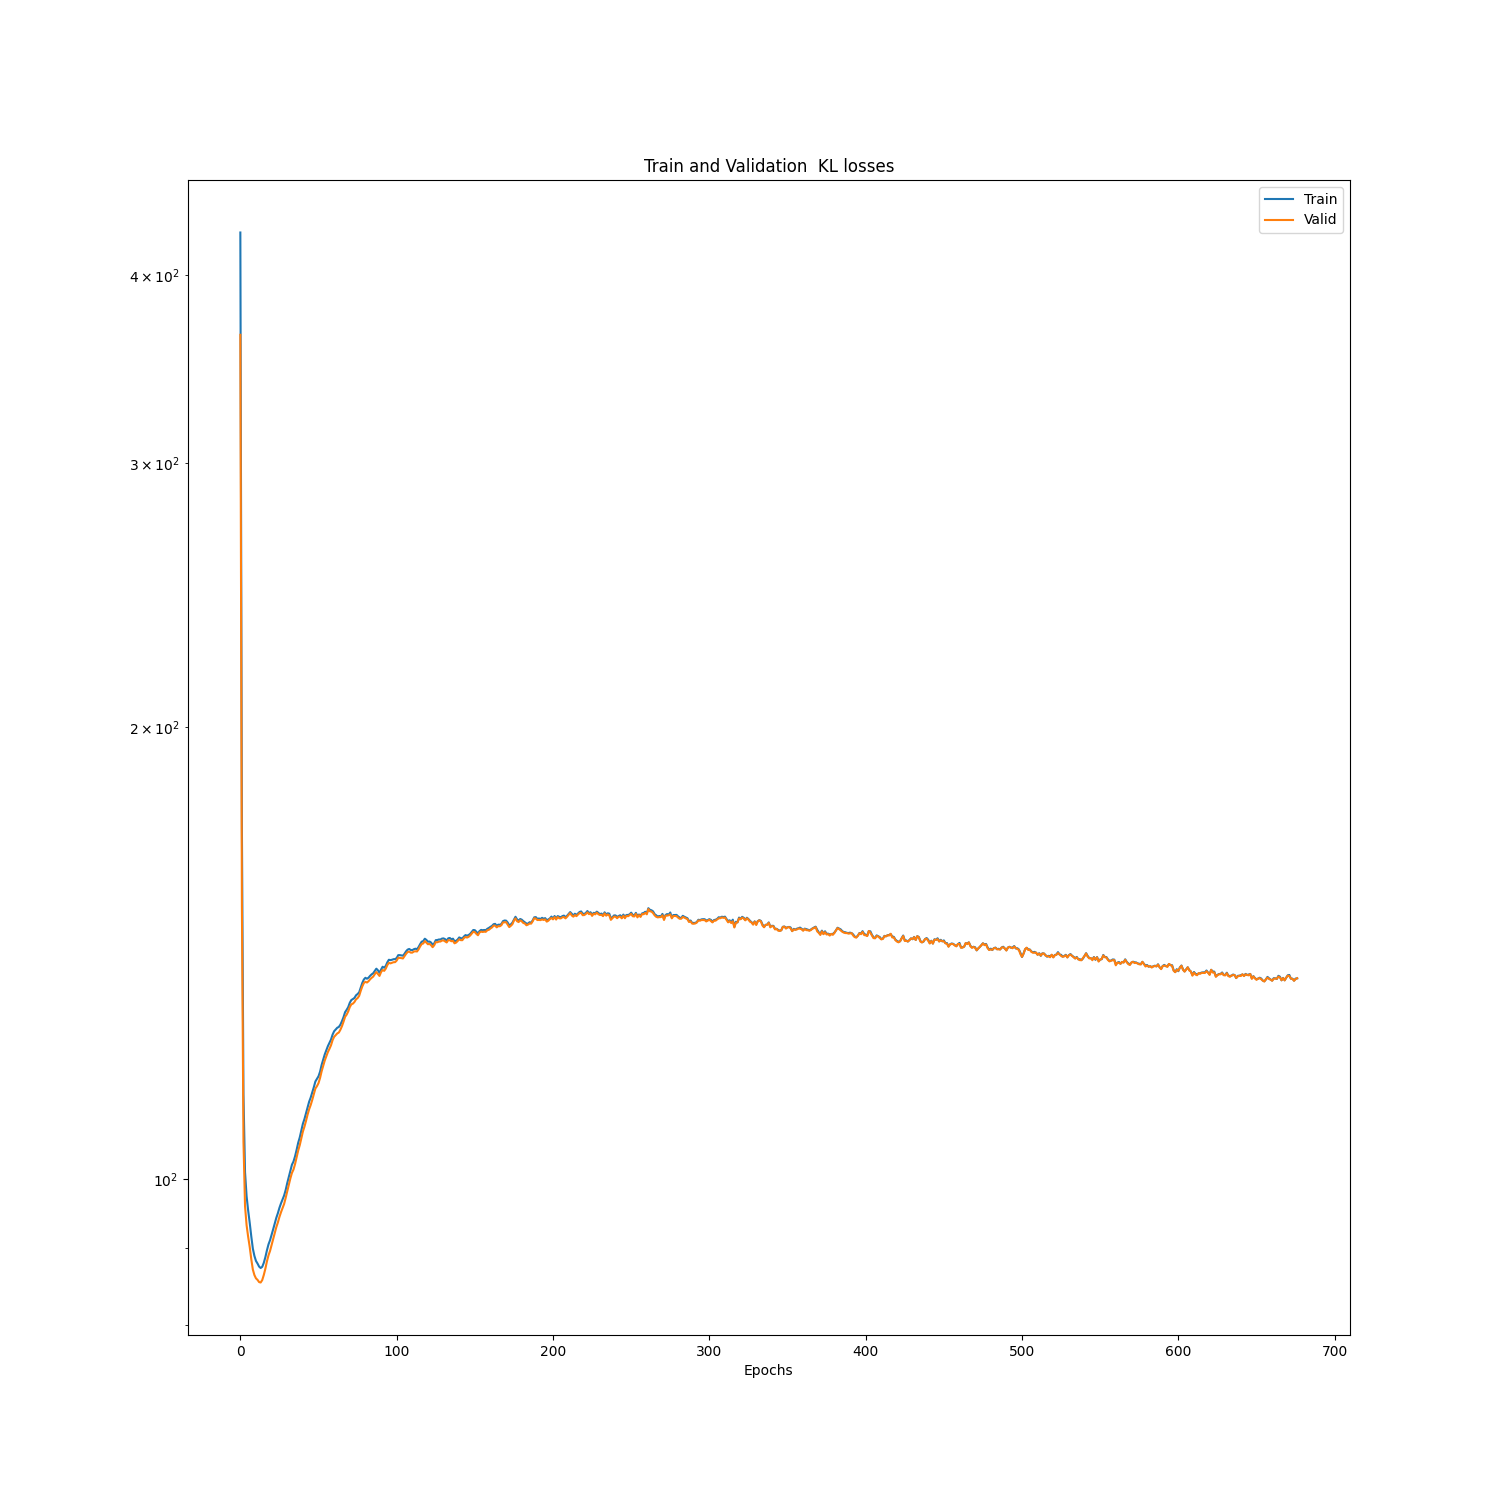 Train and Validation  KL losses
Train
Valid
4 × 10²
3 × 10²
2 × 10²
10²
0 100 200 300 400 500 600 700
Epochs